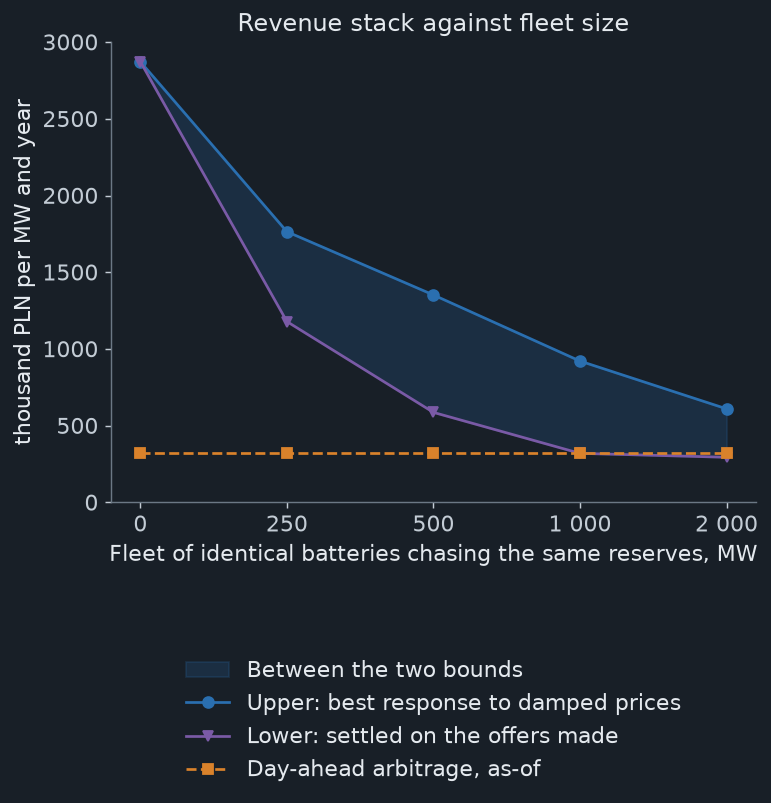 Revenue stack against fleet size
thousand PLN per MW and year
3000
2500
2000
1500
1000
500
0
0 250 500 1 000 2 000
Fleet of identical batteries chasing the same reserves, MW
Between the two bounds
Upper: best response to damped prices
Lower: settled on the offers made
Day-ahead arbitrage, as-of